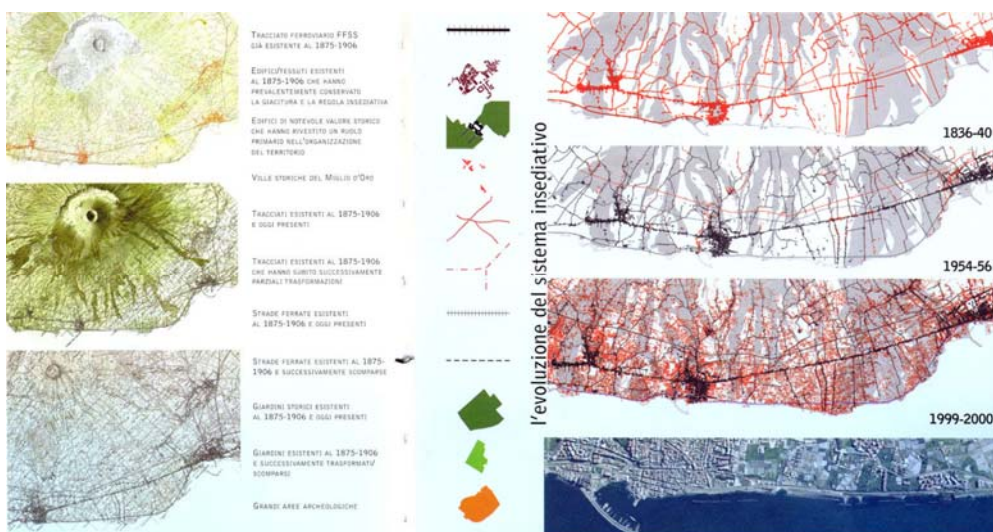 TRACCIATO FERROVIARIO FFSS
GIÀ ESISTENTE AL 1875-1906
EDIFICI/TESSUTI ESISTENTI
AL 1875-1906 CHE HANNO
PREVALENTEMENTE CONSERVATO
LA GIACITURA E LA REGOLA INSEDIATIVA
EDIFICI DI NOTEVOLE VALORE STORICO
CHE HANNO RIVESTITO UN RUOLO
PRIMARIO NELL'ORGANIZZAZIONE
DEL TERRITORIO
VILLE STORICHE DEL MIGLIO D'ORO
TRACCIATI ESISTENTI AL 1875-1906
E OGGI PRESENTI
TRACCIATI ESISTENTI AL 1875-1906
CHE HANNO SUBITO SUCCESSIVAMENTE
PARZIALI TRASFORMAZIONI
STRADE FERRATE ESISTENTI
AL 1875-1906 E OGGI PRESENTI
STRADE FERRATE ESISTENTI AL 1875-
1906 E SUCCESSIVAMENTE SCOMPARSE
GIARDINI STORICI ESISTENTI
AL 1875-1906 E OGGI PRESENTI
GIARDINI ESISTENTI AL 1875-1906
E SUCCESSIVAMENTE TRASFORMATI/
SCOMPARSI
GRANDI AREE ARCHEOLOGICHE
l'evoluzione del sistema insediativo
1836-40
1954-56
1999-2000